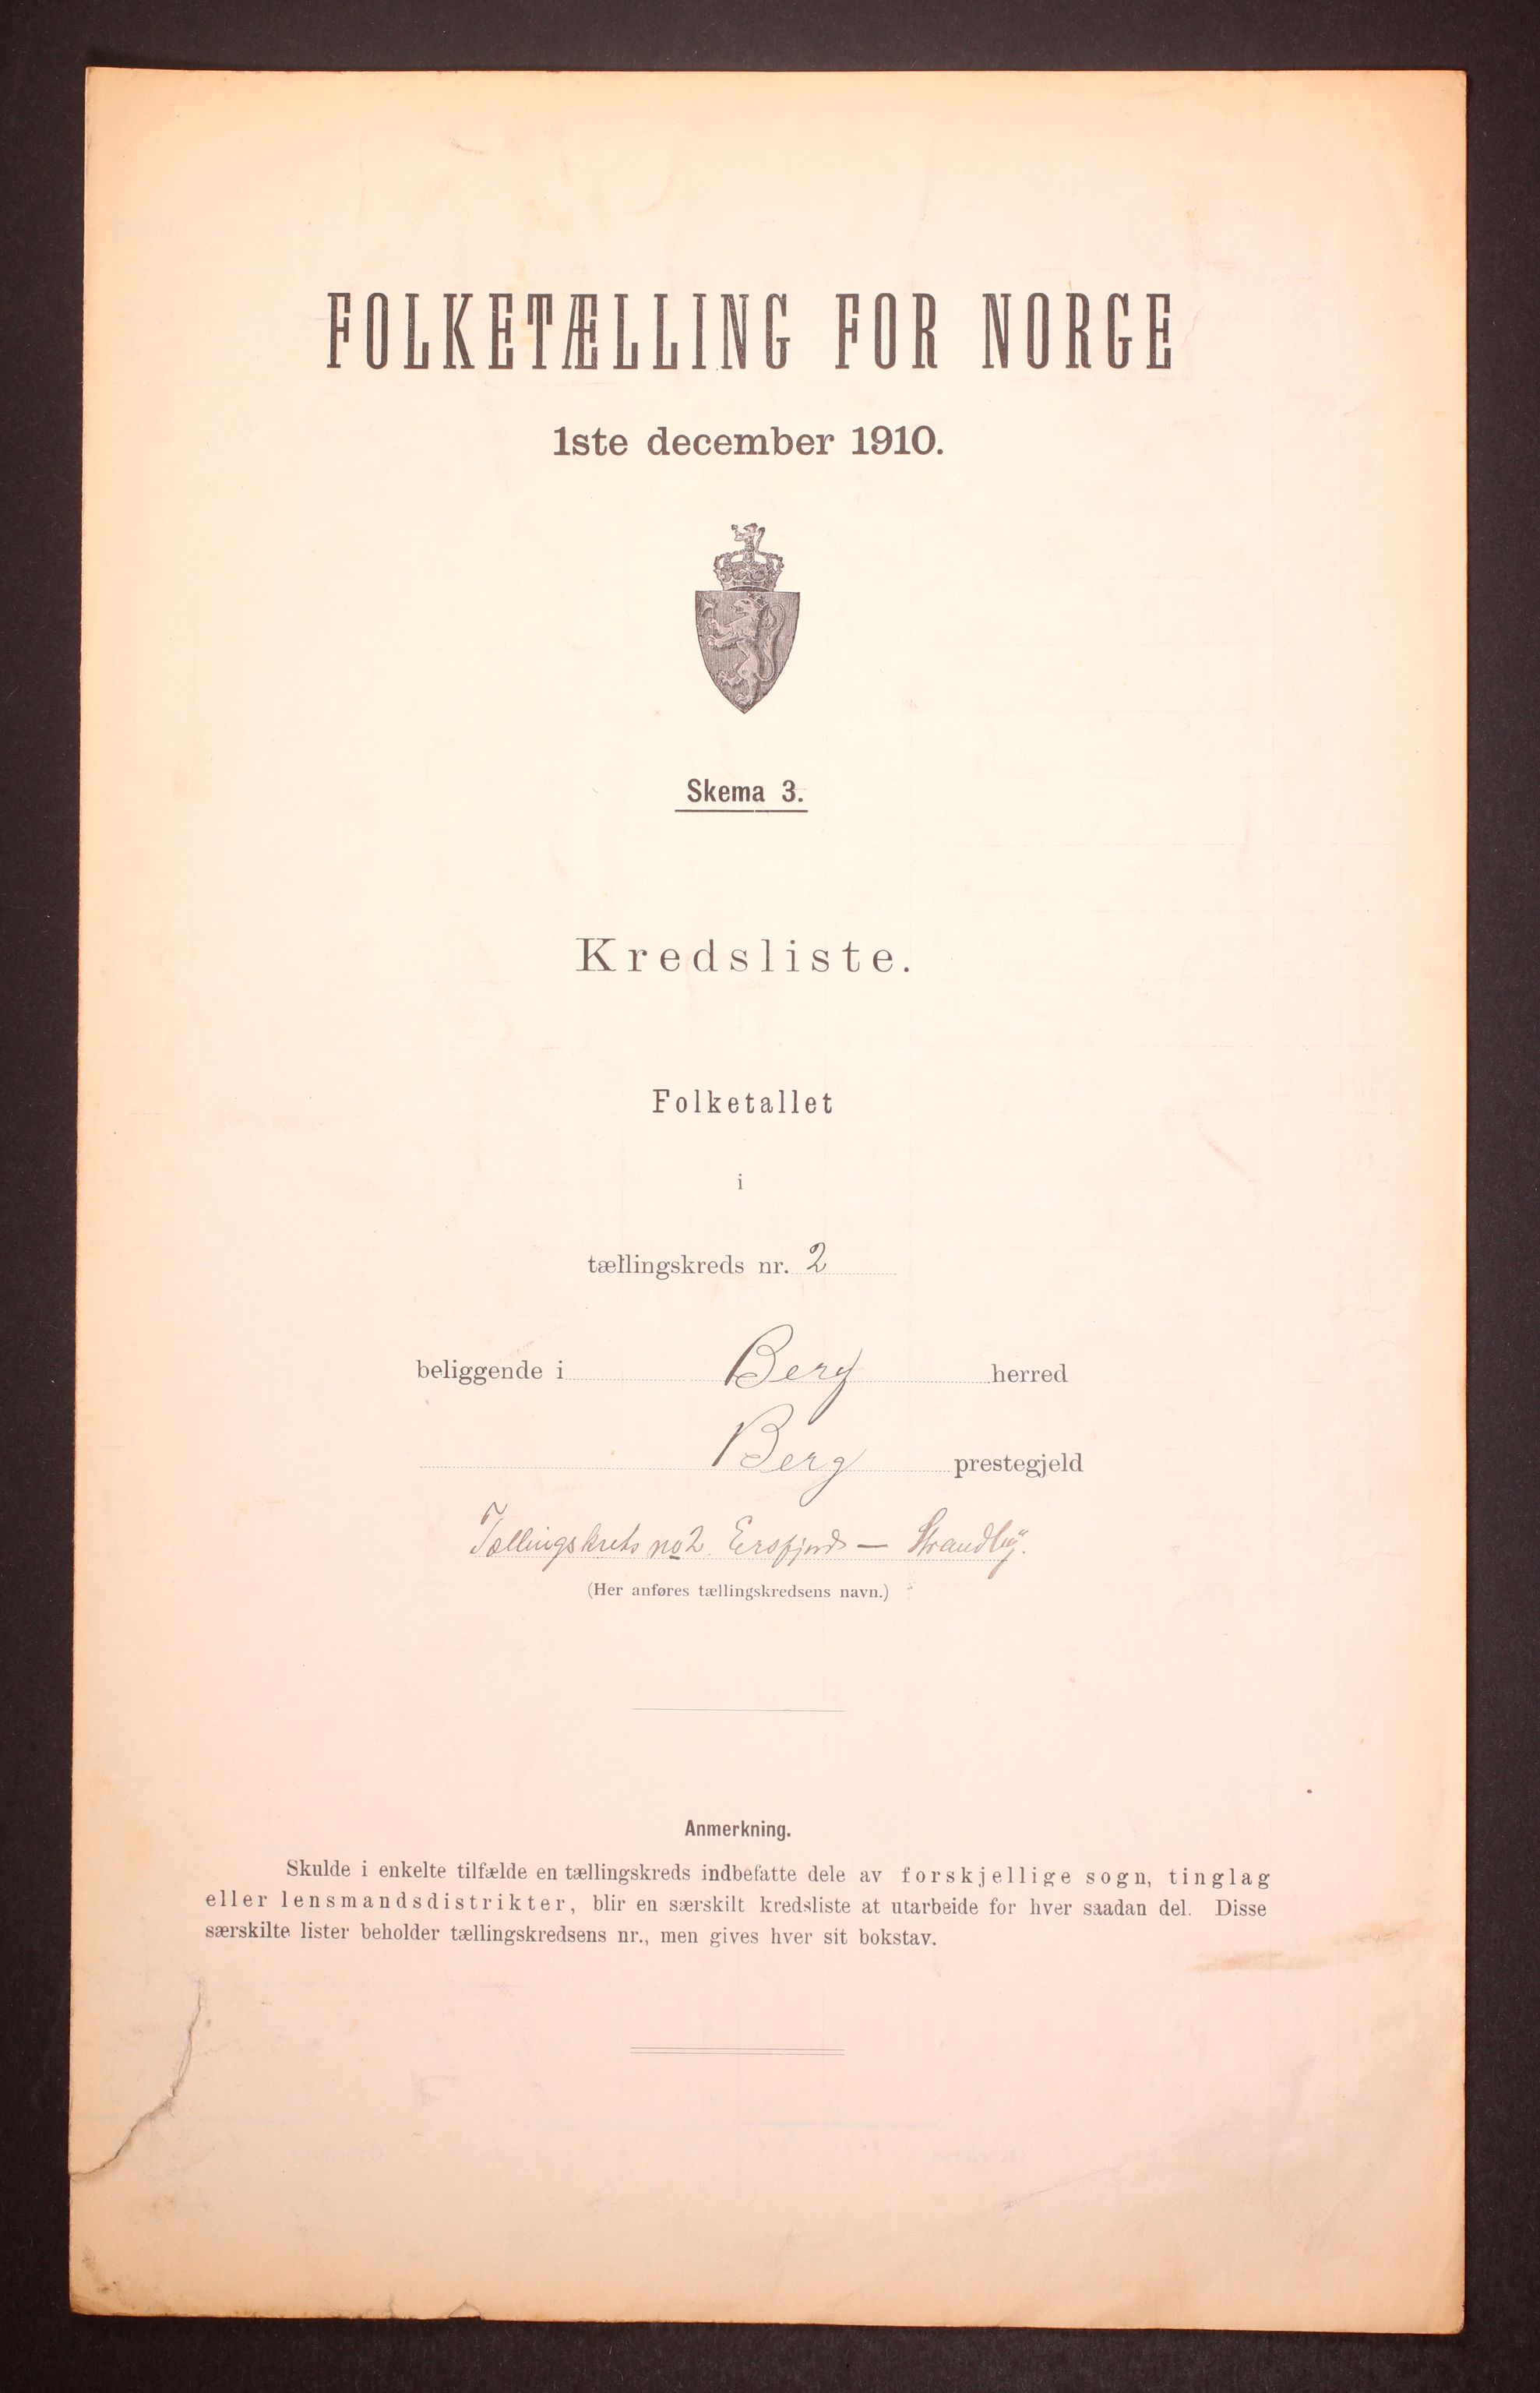 FOLKETÆLLING FOR NORGE
1ste december 1910.
Skema 3.
Kredsliste.
Folketallet
i
tællingskreds nr. 2
beliggende i Berg herred
Berg prestegjeld
Tællingskrets no 2. Ersfjord — Strandbÿ.
(Her anføres tællingskredsens navn.)
Anmerkning.
Skulde i enkelte tilfælde en tællingskreds indbefatte dele av forskjellige sogn, tinglag
eller lensmandsdistrikter, blir en særskilt kredsliste at utarbeide for hver saadan del. Disse
særskilte lister beholder tællingskredsens nr., men gives hver sit bokstav.